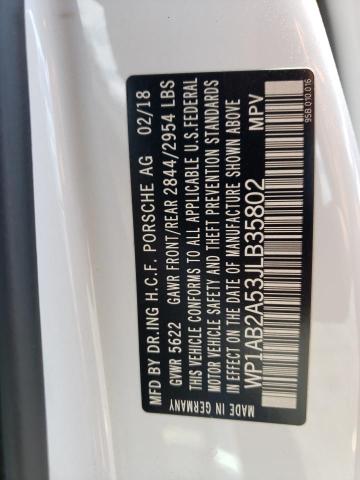 MFD BY DR.ING H.C.F. PORSCHE AG 02/18
GVWR 5622 GAWR FRONT/REAR 2844/2954 LBS
THIS VEHICLE CONFORMS TO ALL APPLICABLE U.S. FEDERAL
MOTOR VEHICLE SAFETY AND THEFT PREVENTION STANDARDS
IN EFFECT ON THE DATE OF MANUFACTURE SHOWN ABOVE
WP1AB2A53JLB35802
MADE IN GERMANY MPV
95B.010.016